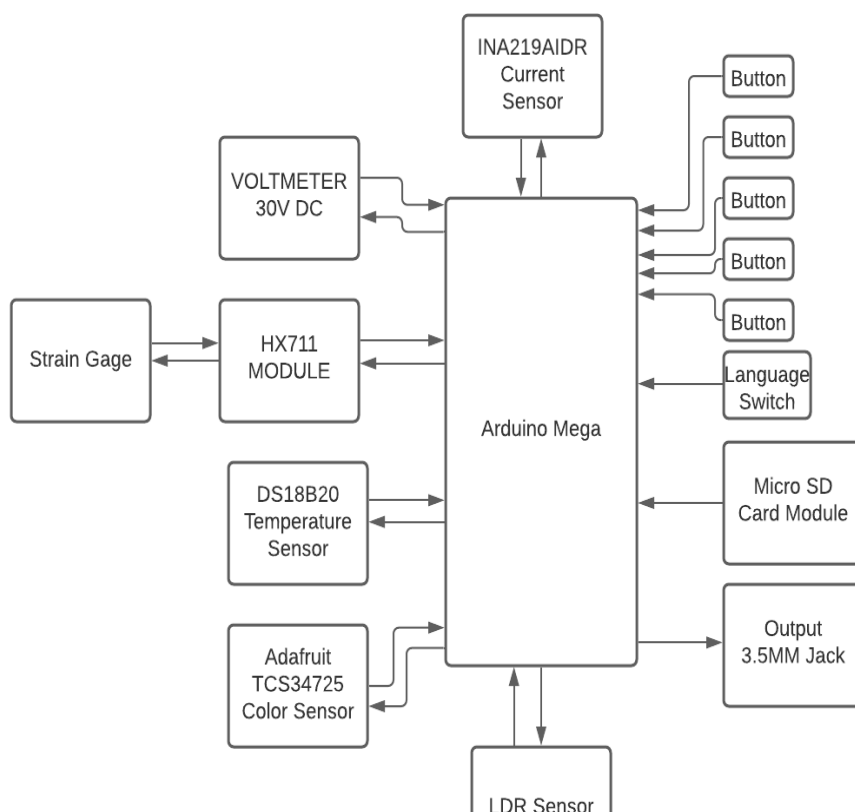 INA219AIDR
Current
Sensor
Button
Button
VOLTMETER
30V DC
Button
Button
Button
Strain Gage
HX711
MODULE
Language
Switch
Arduino Mega
Micro SD
Card Module
DS18B20
Temperature
Sensor
Output
3.5MM Jack
Adafruit
TCS34725
Color Sensor
LDR Sensor